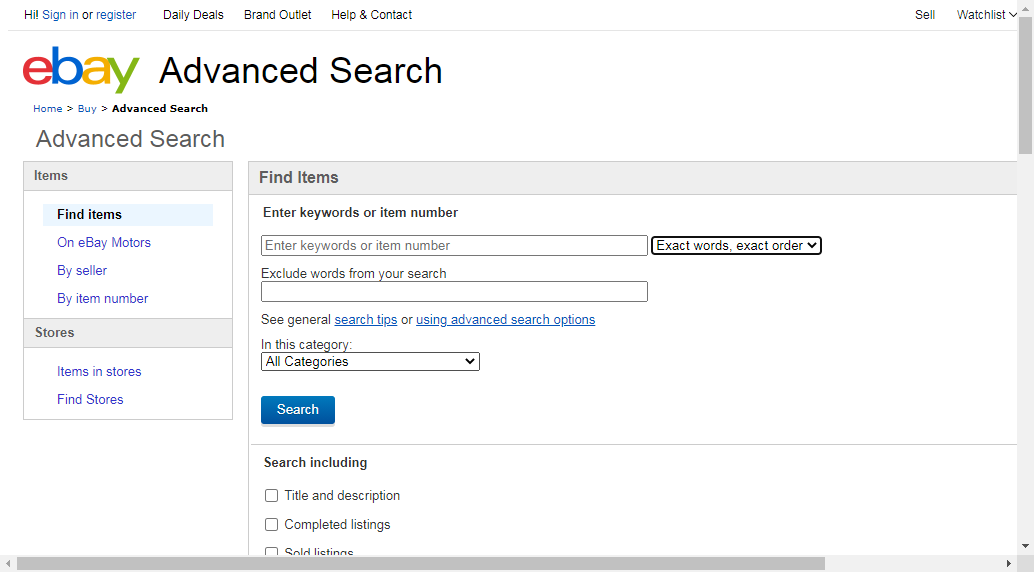 Hi! Sign in or register Daily Deals Brand Outlet Help & Contact Sell Watchlist
ebay Advanced Search
Home > Buy > Advanced Search
Advanced Search
Items
Find items
On eBay Motors
By seller
By item number
Stores
Items in stores
Find Stores
Find Items
Enter keywords or item number
Enter keywords or item number Exact words, exact order
Exclude words from your search
See general search tips or using advanced search options
In this category:
All Categories
Search
Search including
Title and description
Completed listings
Sold listings